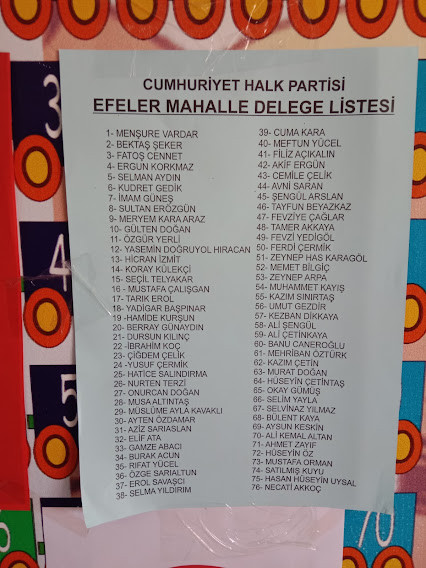 CUMHURİYET HALK PARTİSİ
EFELER MAHALLE DELEGE LİSTESİ
1- MENŞURE VARDAR
2- BEKTAŞ ŞEKER
3- FATOŞ CENNET
4- ERGUN KORKMAZ
5- SELMAN AYDIN
6- KUDRET GEDİK
7- İMAM GÜNEŞ
8- SULTAN ERÖZGÜN
9- MERYEM KARA ARAZ
10- GÜLTEN DOĞAN
11- ÖZGÜR YERLİ
12- YASEMİN DOĞRUYOL HIRACAN
13- HİCRAN İZMİT
14- KORAY KÜLEKÇİ
15- SEÇİL TELYAKAR
16 - MUSTAFA ÇALIŞGAN
17- TARIK EROL
18- YADİGAR BAŞPINAR
19 -HAMİDE KURŞUN
20- BERRAY GÜNAYDIN
21- DURSUN KILINÇ
22 -İBRAHİM KOÇ
23- ÇİĞDEM ÇELİK
24 -YUSUF ÇERMİK
25- HATİCE SALINDIRMA
26- NURTEN TERZİ
27- ONURCAN DOĞAN
28- MUSA ALTINTAŞ
29- MÜSLÜME AYLA KAVAKLI
30- AYTEN ÖZDAMAR
31- AZİZ SARIASLAN
32- ELİF ATA
33- GAMZE ABACI
34- BURAK ACUN
35- RIFAT YÜCEL
36- ÖZGE SARIALTUN
37- EROL SAVAŞCI
38- SELMA YILDIRIM
39- CUMA KARA
40- MEFTUN YÜCEL
41- FİLİZ AÇIKALIN
42- AKİF ERGÜN
43- CEMİLE ÇELİK
44- AVNİ SARAN
45- ŞENGÜL ARSLAN
46- TAYFUN BEYAZKAZ
47- FEVZİYE ÇAĞLAR
48- TAMER AKKAYA
49- FEVZİ YEDİGÖL
50- FERDİ ÇERMİK
51- ZEYNEP HAS KARAGÖL
52- MEMET BİLGİÇ
53- ZEYNEP ARPA
54- MUHAMMET KAYIŞ
55- KAZIM SINIRTAŞ
56- UMUT GEZDİR
57- KEZBAN DİKKAYA
58- ALİ ŞENGÜL
59- ALİ ÇETİNKAYA
60- BANU CANEROĞLU
61- MEHRİBAN ÖZTÜRK
62- KAZIM ÇETİN
63- MURAT DOĞAN
64- HÜSEYİN ÇETİNTAŞ
65- OKAY GÜMÜŞ
66- SELİM YAYLA
67- SELVİNAZ YILMAZ
68- BÜLENT KAYA
69- AYSUN KESKİN
70- ALİ KEMAL ALTAN
71- AHMET ZAYIF
72- HÜSEYİN ÖZ
73- MUSTAFA ORMAN
74- SATILMIŞ KUYU
75- HASAN HÜSEYİN UYSAL
76- NECATİ AKKOÇ
3
4
5
70